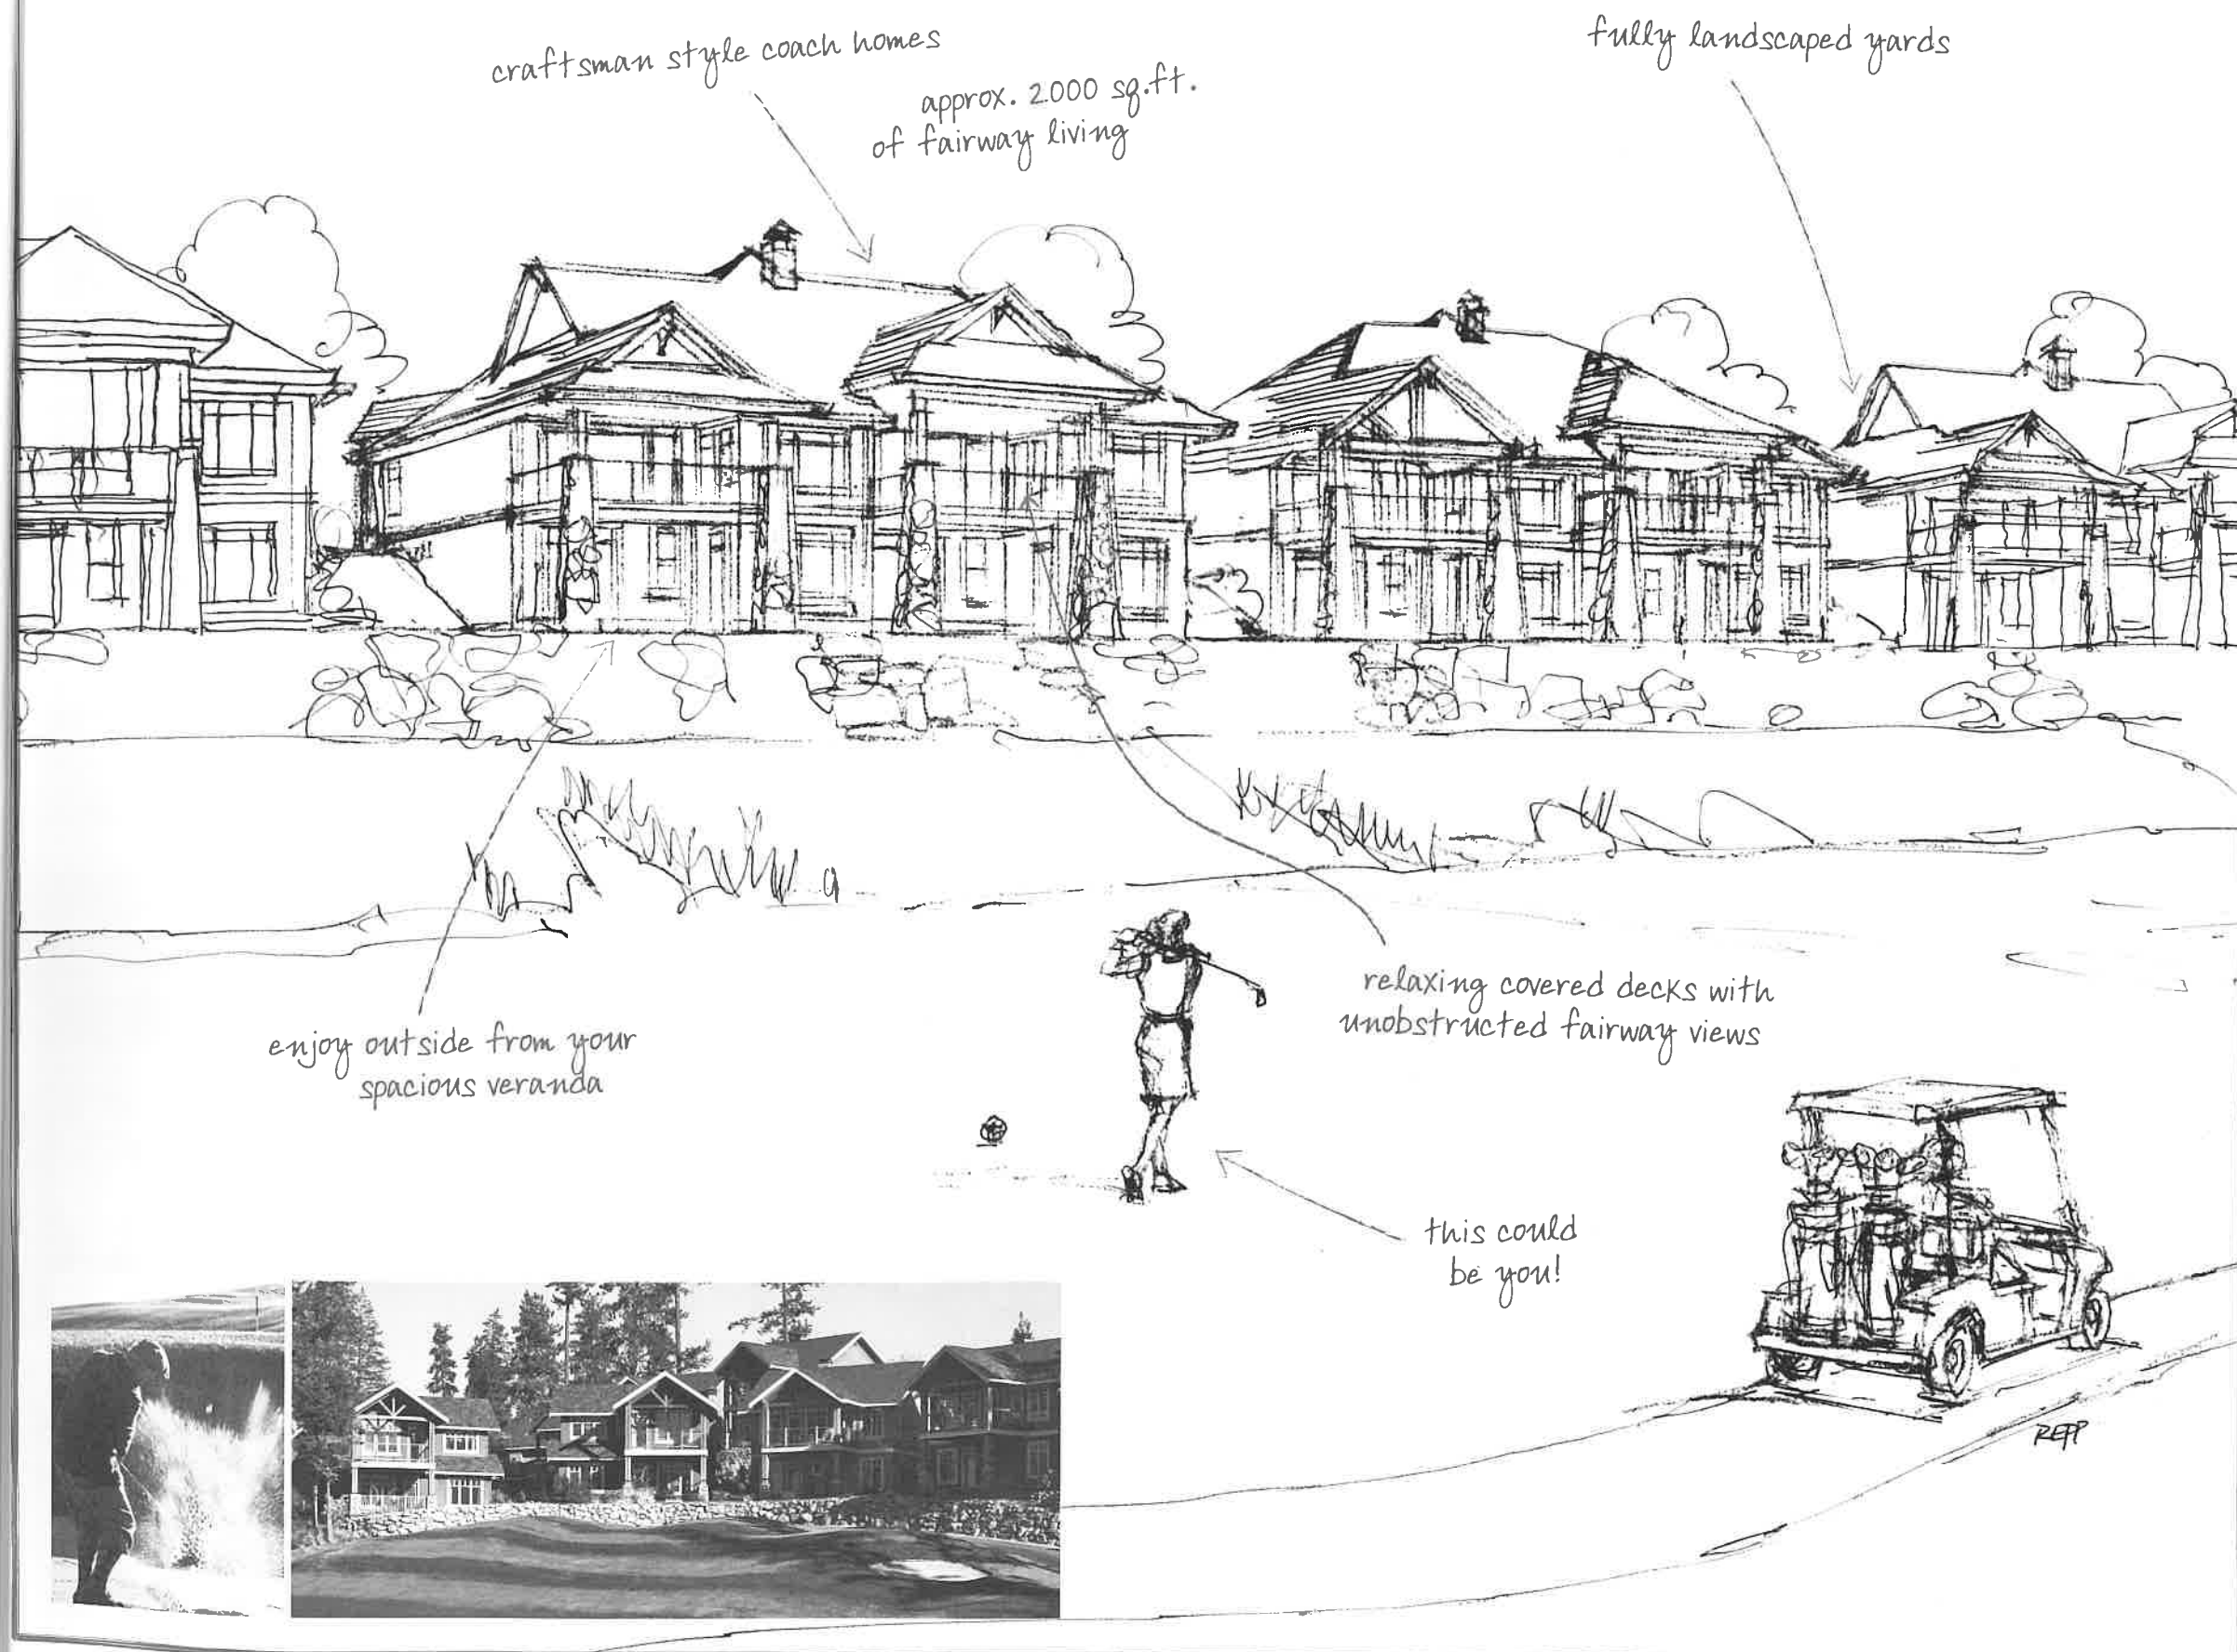 craftsman style coach homes
approx. 2000 sq.ft.
of fairway living
fully landscaped yards
relaxing covered decks with
unobstructed fairway views
enjoy outside from your
spacious veranda
this could
be you!
REPP